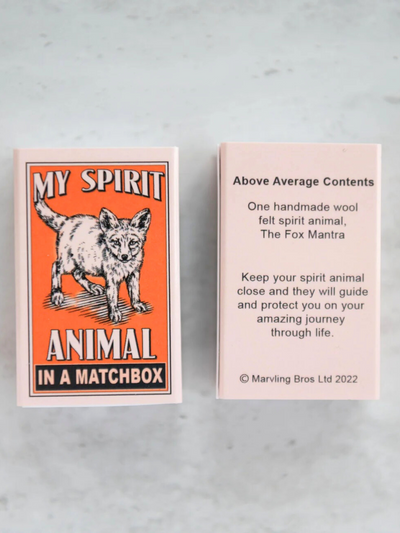 MY SPIRIT
ANIMAL
IN A MATCHBOX
Above Average Contents
One handmade wool
felt spirit animal,
The Fox Mantra
Keep your spirit animal
close and they will guide
and protect you on your
amazing journey
through life.
© Marvling Bros Ltd 2022